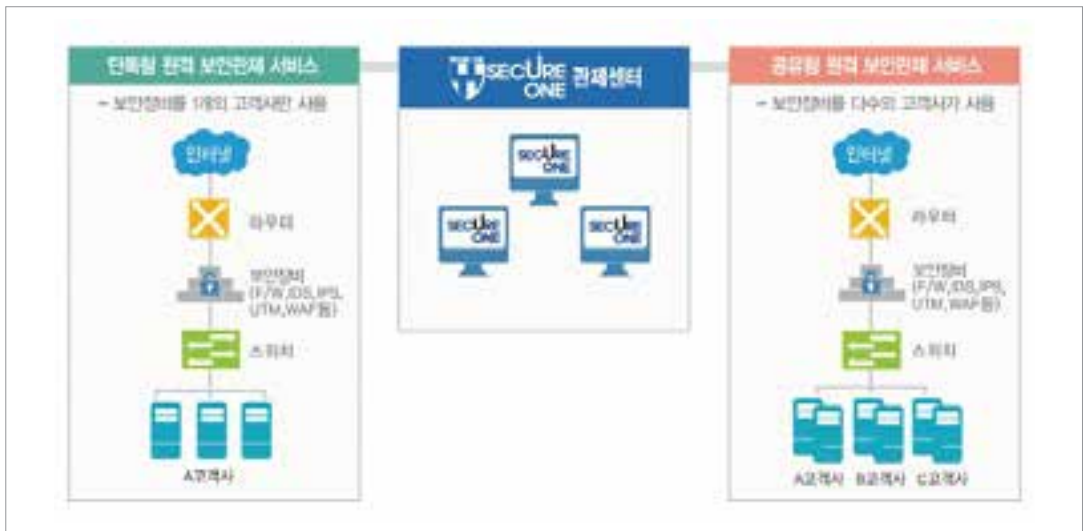 단독형 원격 보안관제 서비스
- 보안장비를 1개의 고객사만 사용
인터넷
라우터
보안장비
(F/W,IDS,IPS,
UTM,WAF등)
스위치
A고객사
SECURE
ONE
관제센터
SECURE
ONE
SECURE
ONE
SECURE
ONE
공유형 원격 보안관제 서비스
- 보안장비를 다수의 고객사가 사용
인터넷
라우터
보안장비
(F/W,IDS,IPS,
UTM,WAF등)
스위치
A고객사 B고객사 C고객사